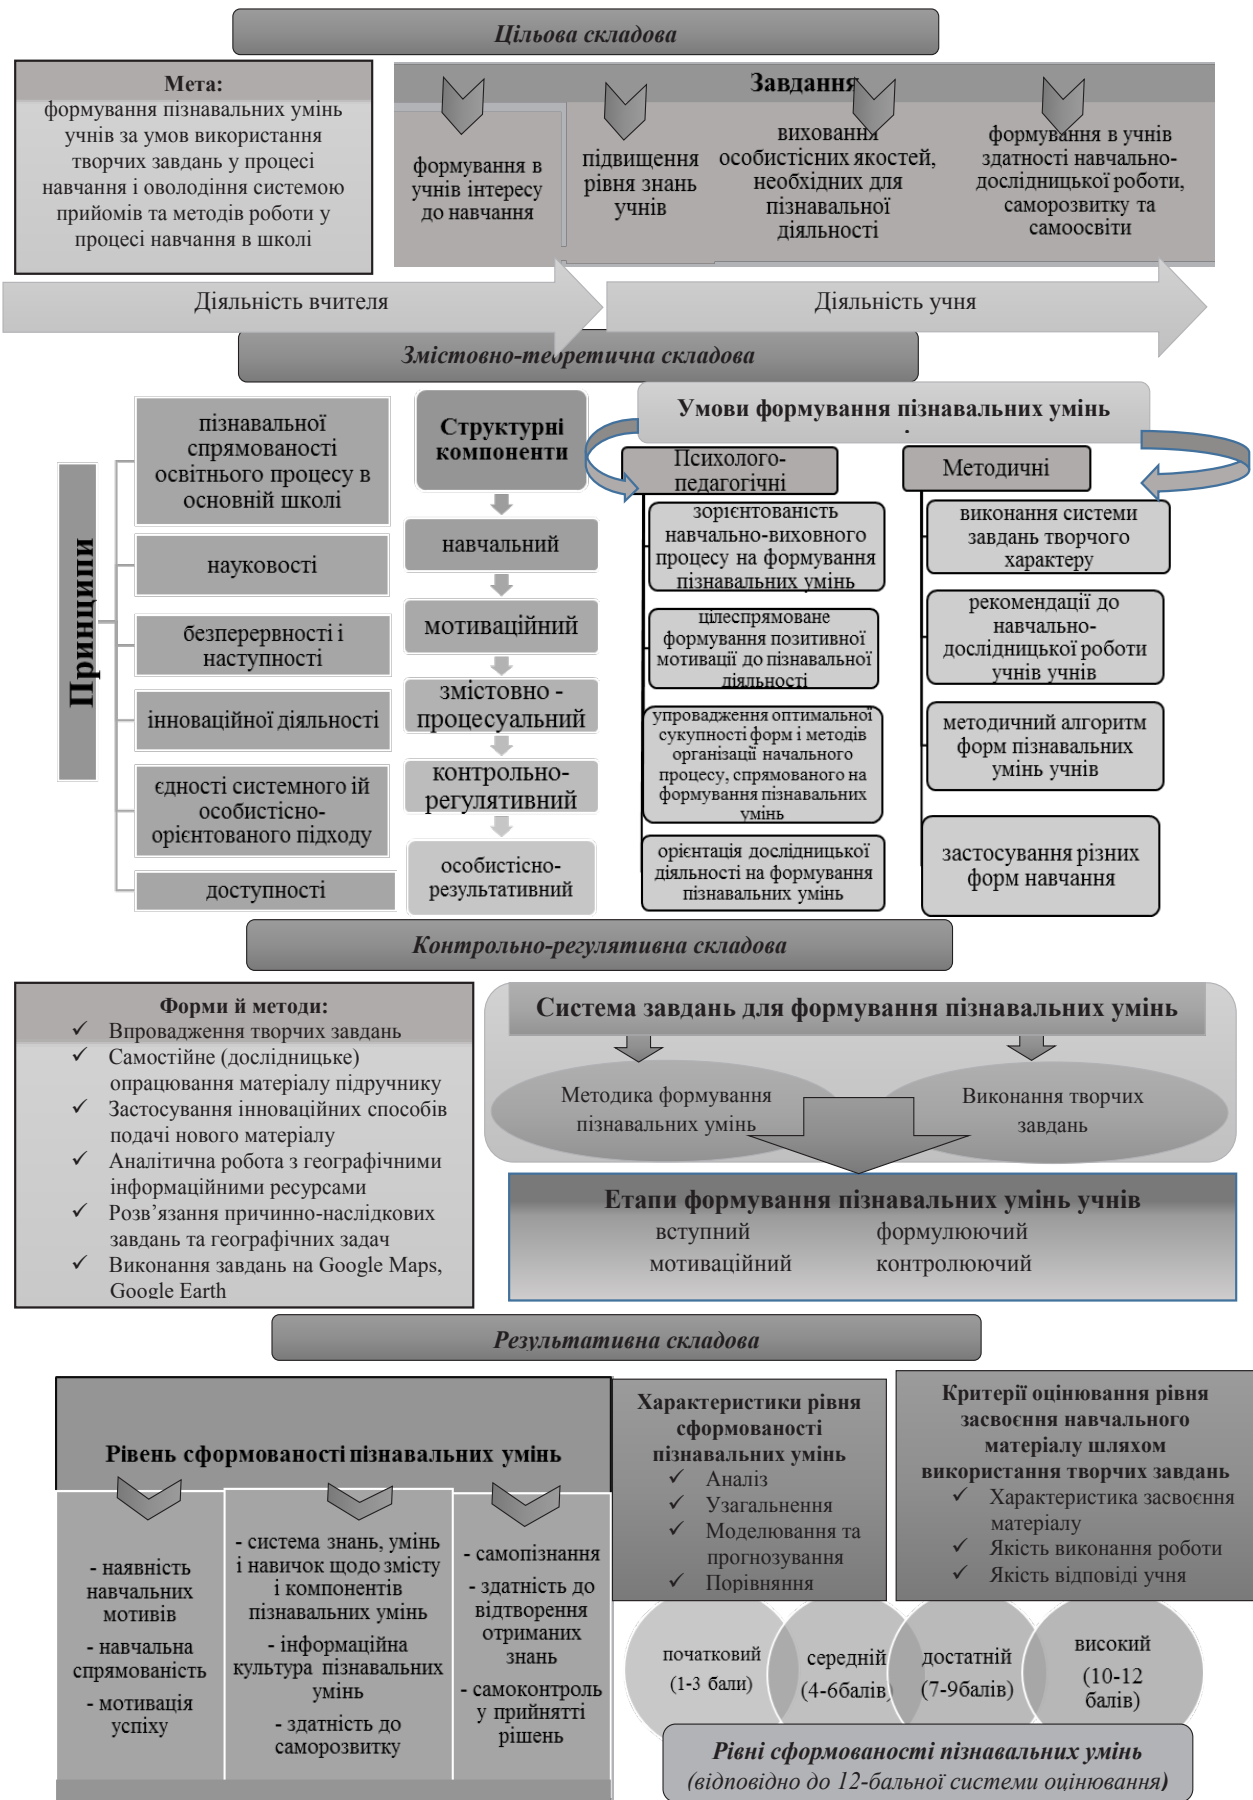 Цільова складова
Мета:
формування пізнавальних умінь
учнів за умов використання
творчих завдань у процесі
навчання і оволодіння системою
прийомів та методів роботи у
процесі навчання в школі
Завдання
формування в
учнів інтересу
до навчання
підвищення
рівня знань
учнів
виховання
особистісних якостей,
необхідних для
пізнавальної
діяльності
формування в учнів
здатності навчально-
дослідницької роботи,
саморозвитку та
самоосвіти
Діяльність вчителя
Діяльність учня
Змістовно-теоретична складова
Принципи
пізнавальної
спрямованості
освітнього процесу в
основній школі
науковості
безперервності і
наступності
інноваційної діяльності
єдності системного ій
особистісно-
орієнтованого підходу
доступності
Структурні
компоненти
навчальний
мотиваційний
змістовно -
процесуальний
контрольно-
регулятивний
особистісно-
результативний
Умови формування пізнавальних умінь
.
Психолого-
педагогічні
зорієнтованість
навчально-виховного
процесу на формування
пізнавальних умінь
цілеспрямоване
формування позитивної
мотивації до пізнавальної
діяльності
упровадження оптимальної
сукупності форм і методів
організації начального
процесу, спрямованого на
формування пізнавальних
умінь
орієнтація дослідницької
діяльності на формування
пізнавальних умінь
Методичні
виконання системи
завдань творчого
характеру
рекомендації до
навчально-
дослідницької роботи
учнів учнів
методичний алгоритм
форм пізнавальних
умінь учнів
застосування різних
форм навчання
Контрольно-регулятивна складова
Форми й методи:
✓ Впровадження творчих завдань
✓ Самостійне (дослідницьке)
опрацювання матеріалу підручнику
✓ Застосування інноваційних способів
подачі нового матеріалу
✓ Аналітична робота з географічними
інформаційними ресурсами
✓ Розв’язання причинно-наслідкових
завдань та географічних задач
✓ Виконання завдань на Google Maps,
Google Earth
Система завдань для формування пізнавальних умінь
Методика формування
пізнавальних умінь
Виконання творчих
завдань
Етапи формування пізнавальних умінь учнів
вступний формулюючий
мотиваційний контролюючий
Результативна складова
Рівень сформованості пізнавальних умінь
- наявність
навчальних
мотивів
- навчальна
спрямованість
- мотивація
успіху
- система знань, умінь
і навичок щодо змісту
і компонентів
пізнавальних умінь
- інформаційна
культура пізнавальних
умінь
- здатність до
саморозвитку
- самопізнання
- здатність до
відтворення
отриманих
знань
- самоконтроль
у прийнятті
рішень
Характеристики рівня
сформованості
пізнавальних умінь
✓ Аналіз
✓ Узагальнення
✓ Моделювання та
прогнозування
✓ Порівняння
Критерії оцінювання рівня
засвоєння навчального
матеріалу шляхом
використання творчих завдань
✓ Характеристика засвоєння
матеріалу
✓ Якість виконання роботи
✓ Якість відповіді учня
початковий
(1-3 бали)
середній
(4-6балів)
достатній
(7-9балів)
високий
(10-12
балів)
Рівні сформованості пізнавальних умінь
(відповідно до 12-бальної системи оцінювання)